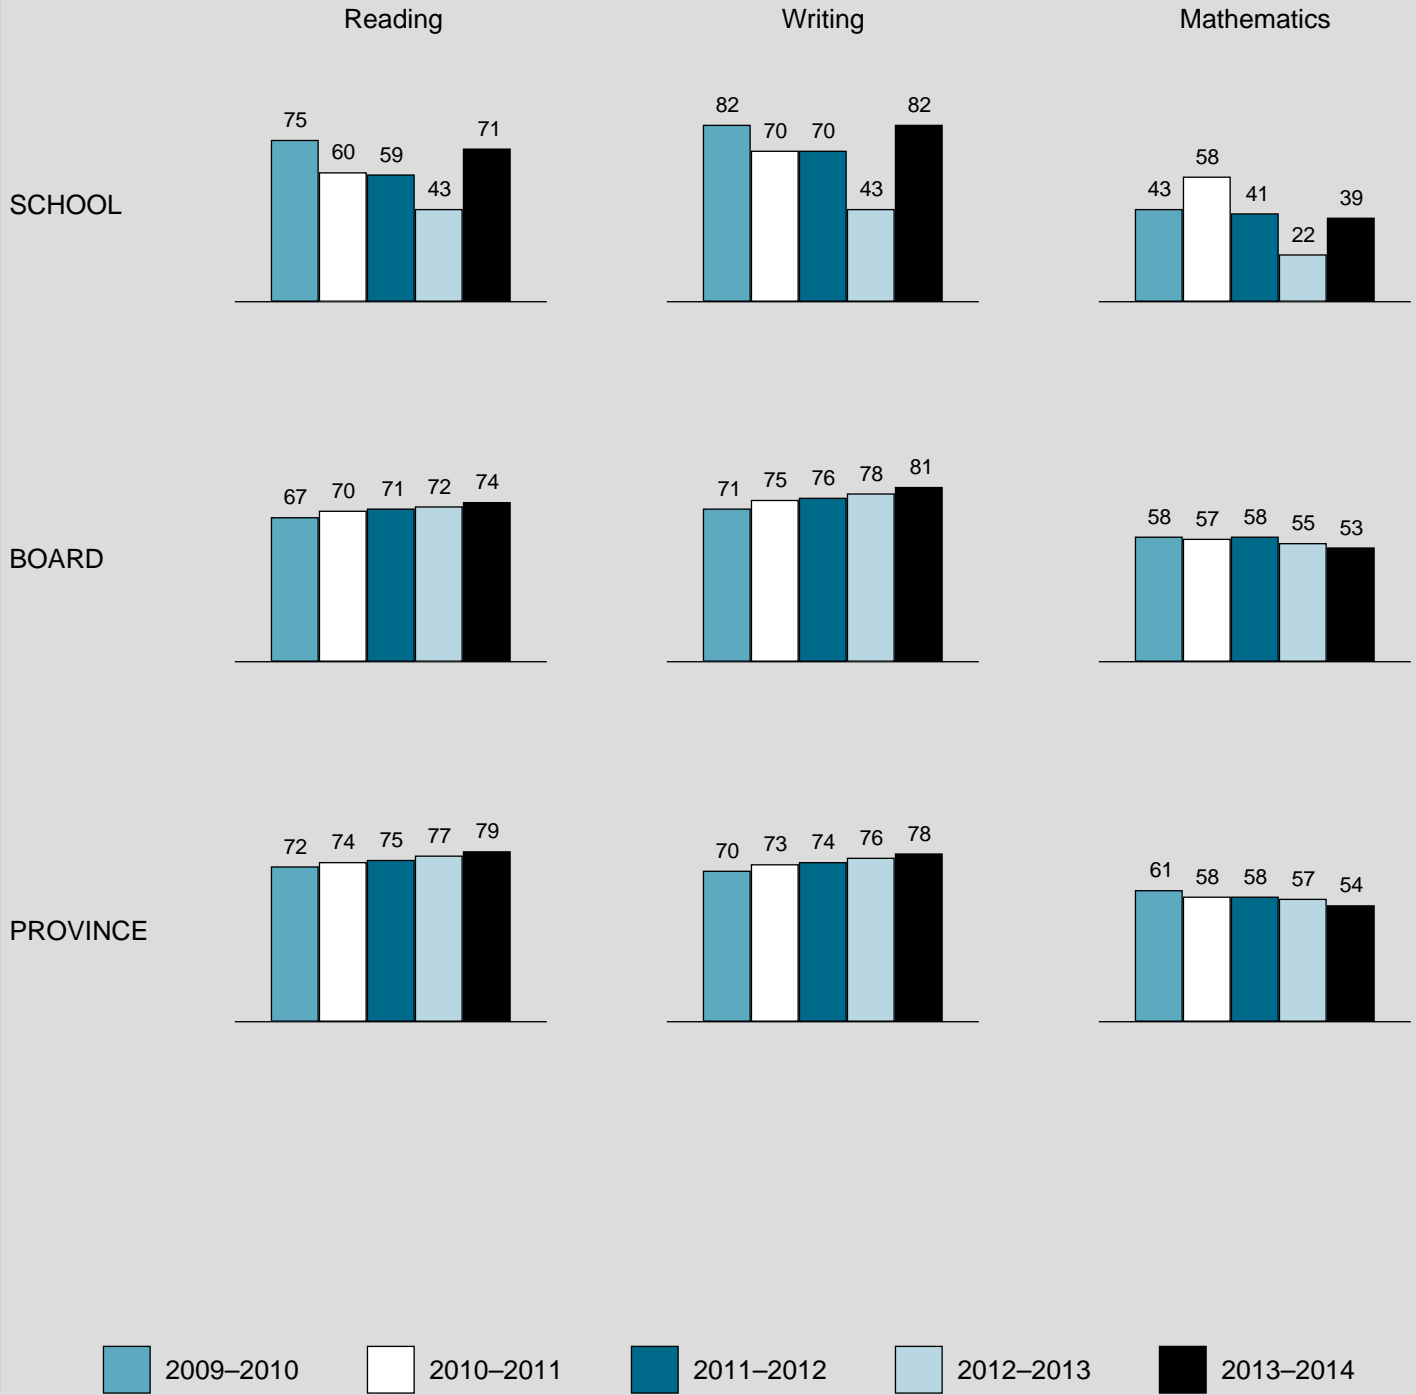 Reading Writing Mathematics
SCHOOL
75 60 59 43 71
82 70 70 43 82
43 58 41 22 39
BOARD
67 70 71 72 74
71 75 76 78 81
58 57 58 55 53
PROVINCE
72 74 75 77 79
70 73 74 76 78
61 58 58 57 54
2009–2010 2010–2011 2011–2012 2012–2013 2013–2014